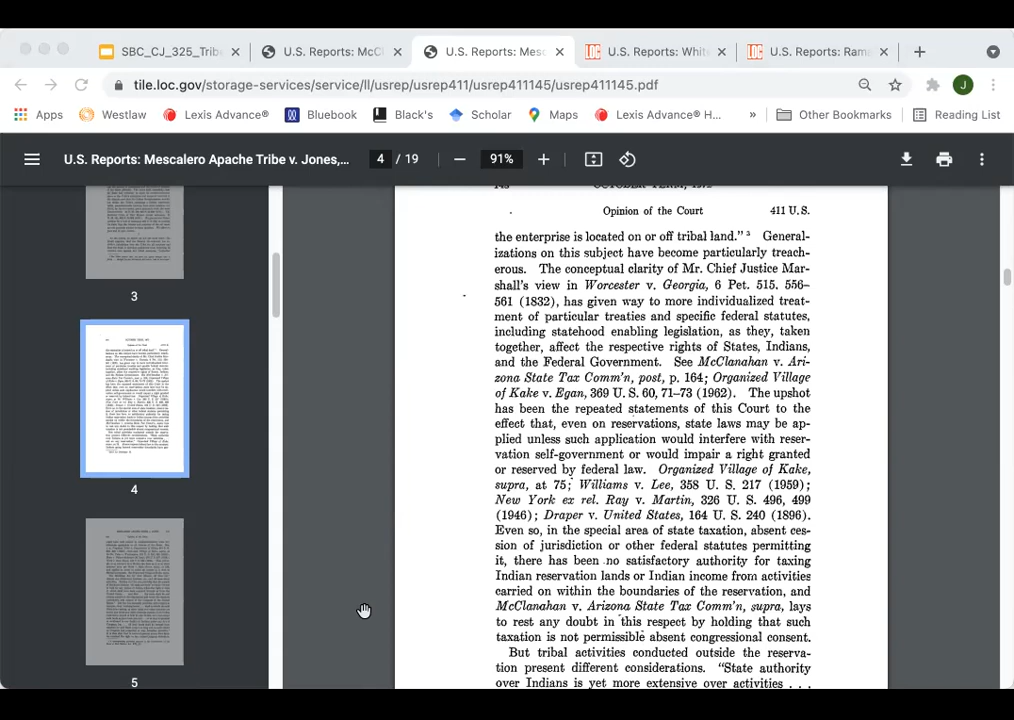 SBC_CJ_325_Trib
U.S. Reports: McC
U.S. Reports: Mes
U.S. Reports: Whit
U.S. Reports: Ram
tile.loc.gov/storage-services/service/ll/usrep/usrep411/usrep411145/usrep411145.pdf
J
Apps
Westlaw
Lexis Advance®
Bluebook
Black's
Scholar
Maps
Lexis Advance® H...
»
Other Bookmarks
Reading List
U.S. Reports: Mescalero Apache Tribe v. Jones,...
4 / 19
91%
3
4
5
Opinion of the Court 411 U.S.
the enterprise is located on or off tribal land." 3 General-
izations on this subject have become particularly treach-
erous. The conceptual clarity of Mr. Chief Justice Mar-
shall's view in Worcester v. Georgia, 6 Pet. 515, 556–
561 (1832), has given way to more individualized treat-
ment of particular treaties and specific federal statutes,
including statehood enabling legislation, as they, taken
together, affect the respective rights of States, Indians,
and the Federal Government. See McClanahan v. Ari-
zona State Tax Comm'n, post, p. 164; Organized Village
of Kake v. Egan, 369 U. S. 60, 71–73 (1962). The upshot
has been the repeated statements of this Court to the
effect that, even on reservations, state laws may be ap-
plied unless such application would interfere with reser-
vation self-government or would impair a right granted
or reserved by federal law. Organized Village of Kake,
supra, at 75; Williams v. Lee, 358 U. S. 217 (1959);
New York ex rel. Ray v. Martin, 326 U. S. 496, 499
(1946); Draper v. United States, 164 U. S. 240 (1896).
Even so, in the special area of state taxation, absent ces-
sion of jurisdiction or other federal statutes permitting
it, there has been no satisfactory authority for taxing
Indian reservation lands or Indian income from activities
carried on within the boundaries of the reservation, and
McClanahan v. Arizona State Tax Comm'n, supra, lays
to rest any doubt in this respect by holding that such
taxation is not permissible absent congressional consent.
But tribal activities conducted outside the reserva-
tion present different considerations. "State authority
over Indians is yet more extensive over activities . . .